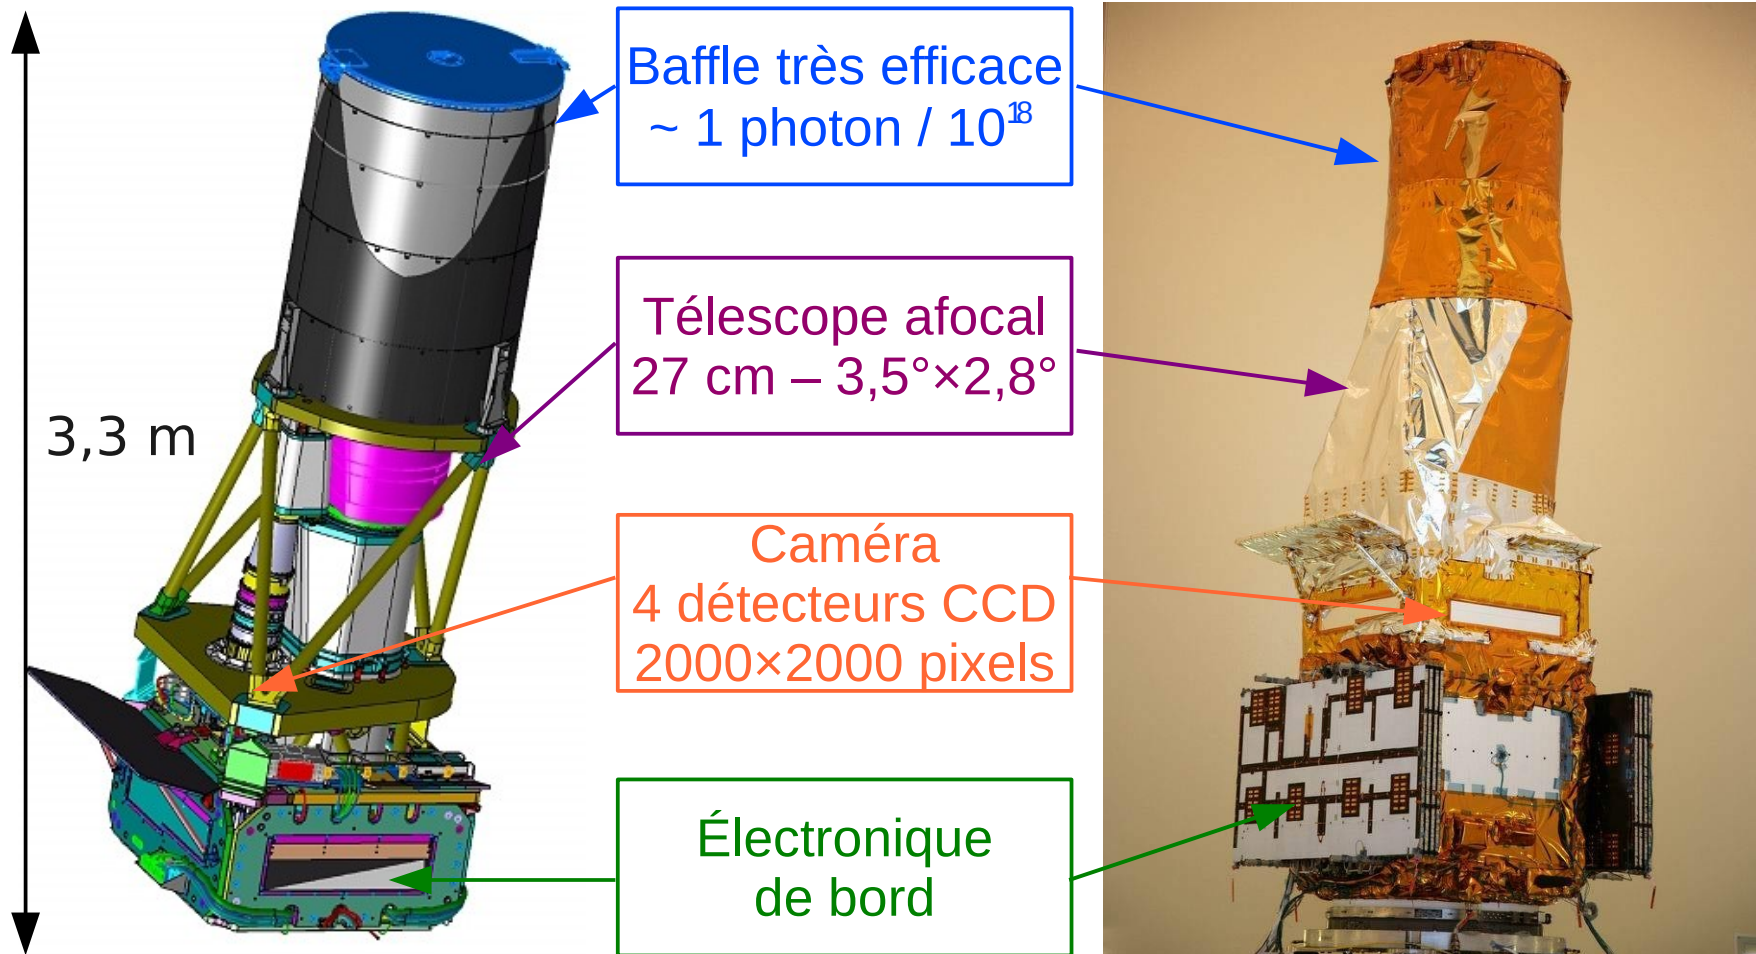 3,3 m
Baffle très efficace
~ 1 photon / 10¹⁸
Télescope afocal
27 cm – 3,5°×2,8°
Caméra
4 détecteurs CCD
2000×2000 pixels
Électronique
de bord